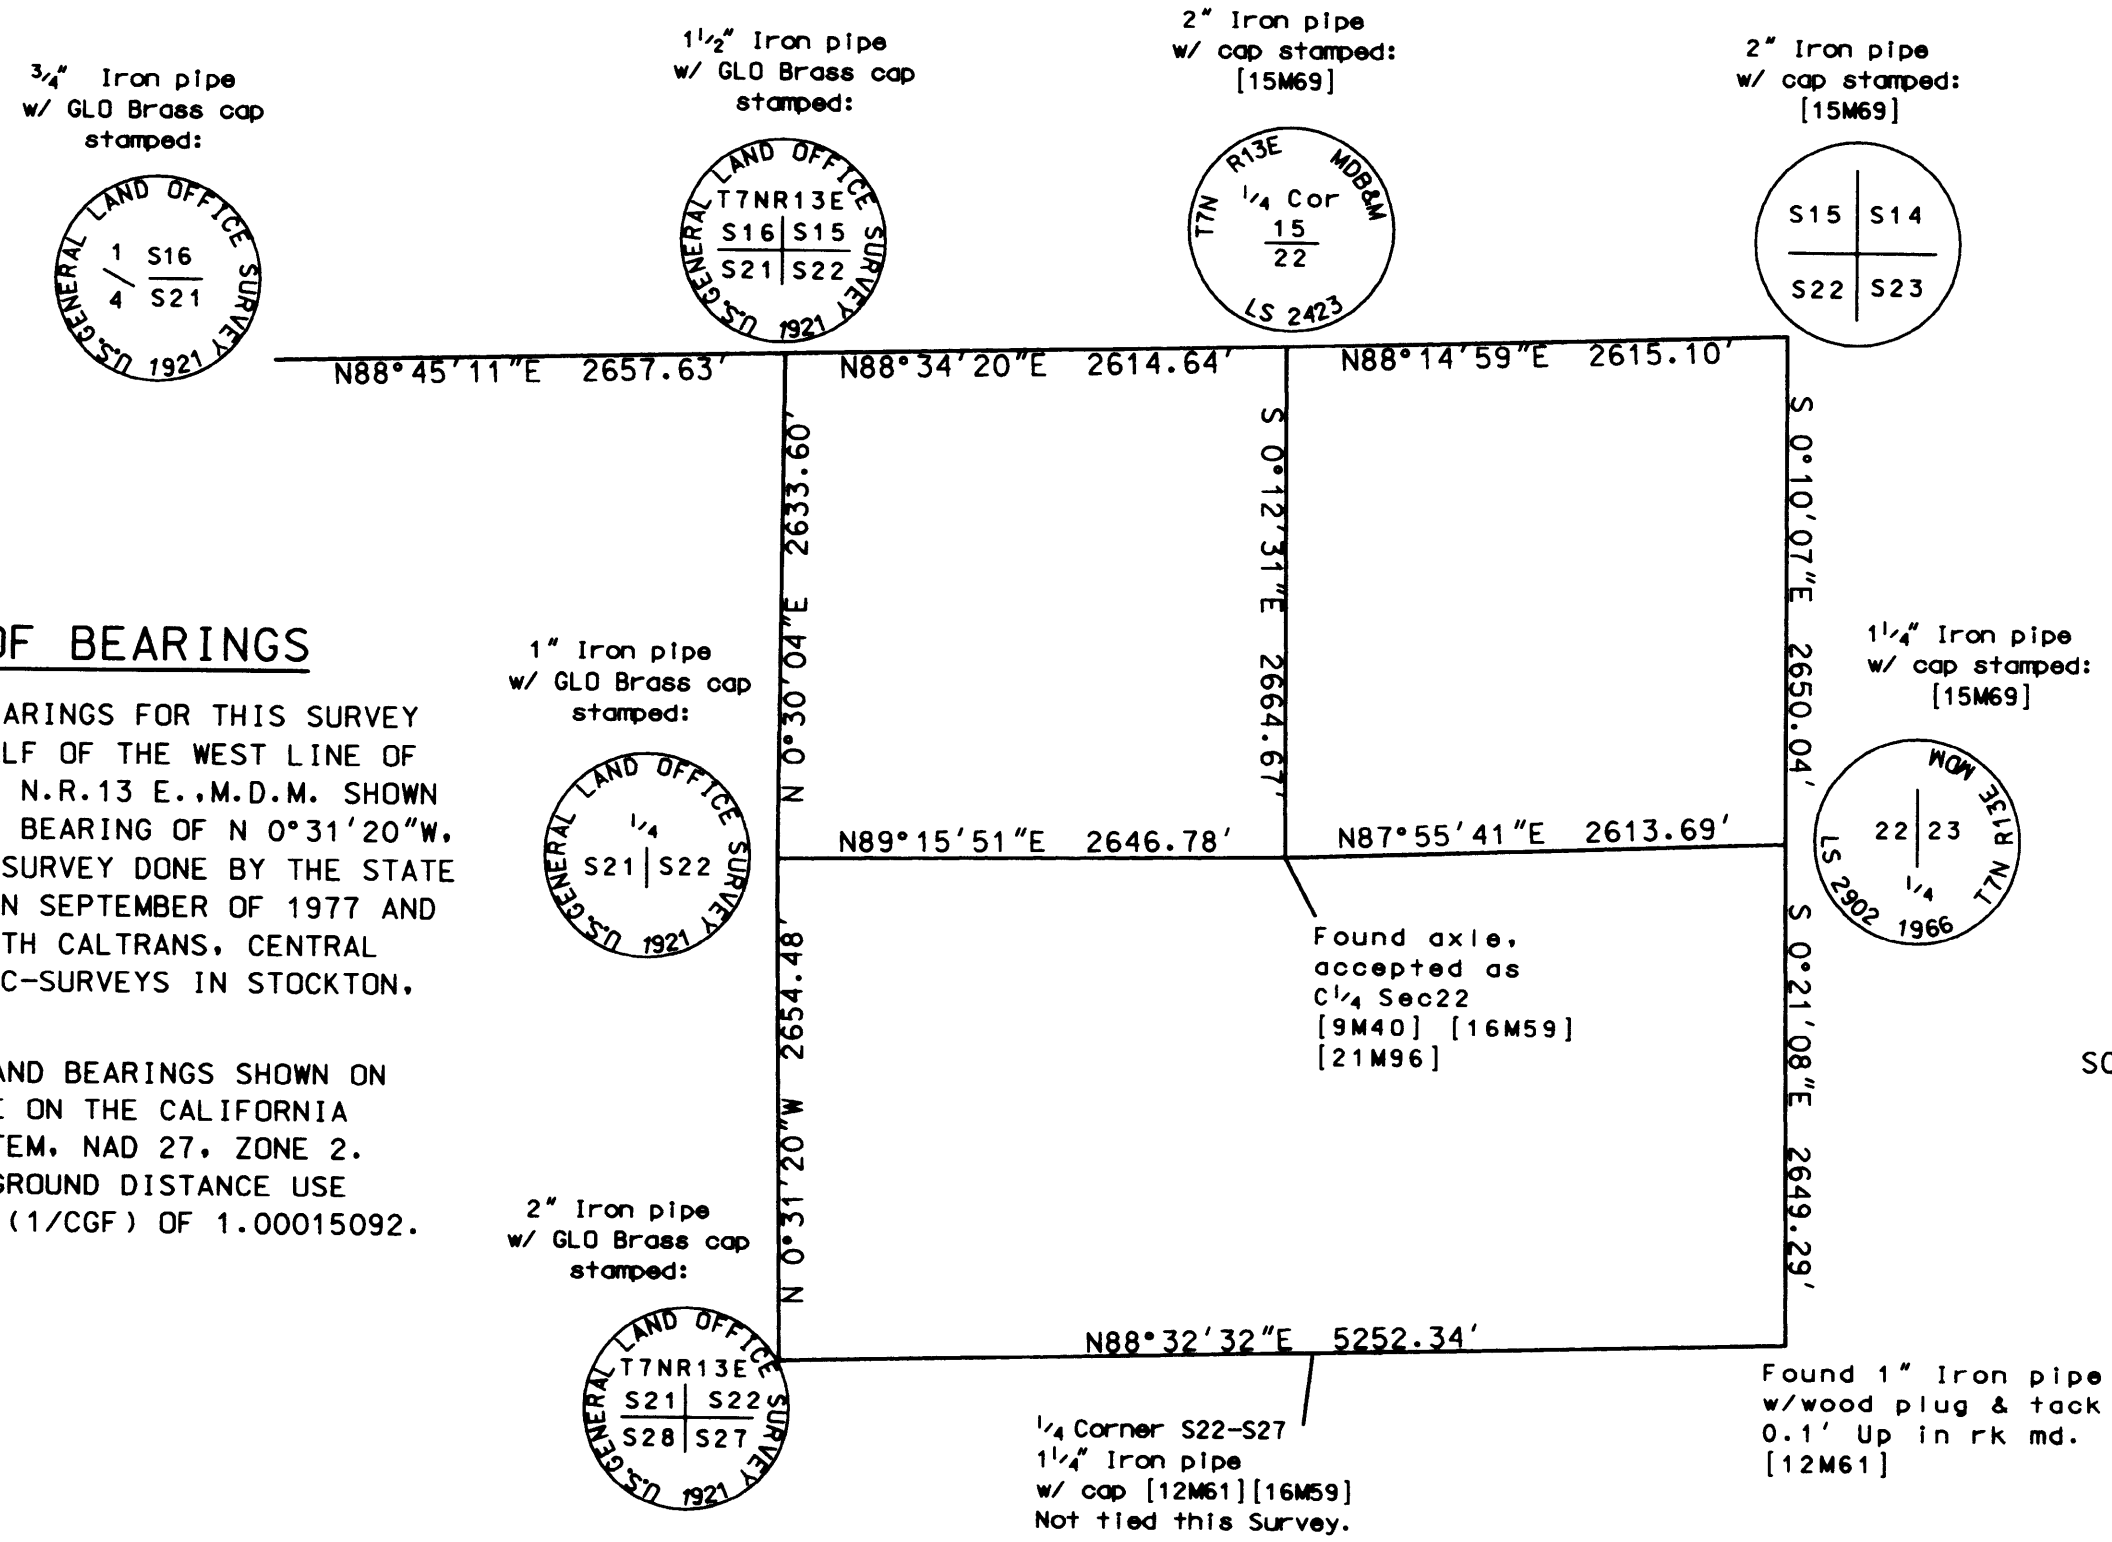 3/4" Iron pipe
w/ GLO Brass cap
stamped:
U.S. GENERAL LAND OFFICE SURVEY
1 S16
4 S21
1921
1 1/2" Iron pipe
w/ GLO Brass cap
stamped:
U.S. GENERAL LAND OFFICE SURVEY
T7NR13E
S16 S15
S21 S22
1921
2" Iron pipe
w/ cap stamped:
[15M69]
T7N R13E MDB&M
1/4 Cor
15
22
LS 2423
2" Iron pipe
w/ cap stamped:
[15M69]
S15 S14
S22 S23
N88°45'11"E 2657.63'
N88°34'20"E 2614.64'
N88°14'59"E 2615.10'
N 0°30'04"E 2633.60'
S 0°12'31"E 2664.67'
S 0°10'07"E 2650.04'
OF BEARINGS
ARINGS FOR THIS SURVEY
LF OF THE WEST LINE OF
N.R.13 E.,M.D.M. SHOWN
BEARING OF N 0°31'20"W,
SURVEY DONE BY THE STATE
N SEPTEMBER OF 1977 AND
TH CALTRANS, CENTRAL
C-SURVEYS IN STOCKTON,
AND BEARINGS SHOWN ON
E ON THE CALIFORNIA
TEM, NAD 27, ZONE 2.
GROUND DISTANCE USE
(1/CGF) OF 1.00015092.
1" Iron pipe
w/ GLO Brass cap
stamped:
U.S. GENERAL LAND OFFICE SURVEY
1/4
S21 S22
1921
1 1/4" Iron pipe
w/ cap stamped:
[15M69]
T7N R13E MDM
22 23
1/4
LS 2902 1966
N89°15'51"E 2646.78'
N87°55'41"E 2613.69'
Found axle,
accepted as
C1/4 Sec22
[9M40] [16M59]
[21M96]
N 0°31'20"W 2654.48'
S 0°21'08"E 2649.29'
SC
2" Iron pipe
w/ GLO Brass cap
stamped:
U.S. GENERAL LAND OFFICE SURVEY
T7NR13E
S21 S22
S28 S27
1921
N88°32'32"E 5252.34'
1/4 Corner S22-S27
1 1/4" Iron pipe
w/ cap [12M61][16M59]
Not tied this Survey.
Found 1" Iron pipe
w/wood plug & tack
0.1' Up in rk md.
[12M61]